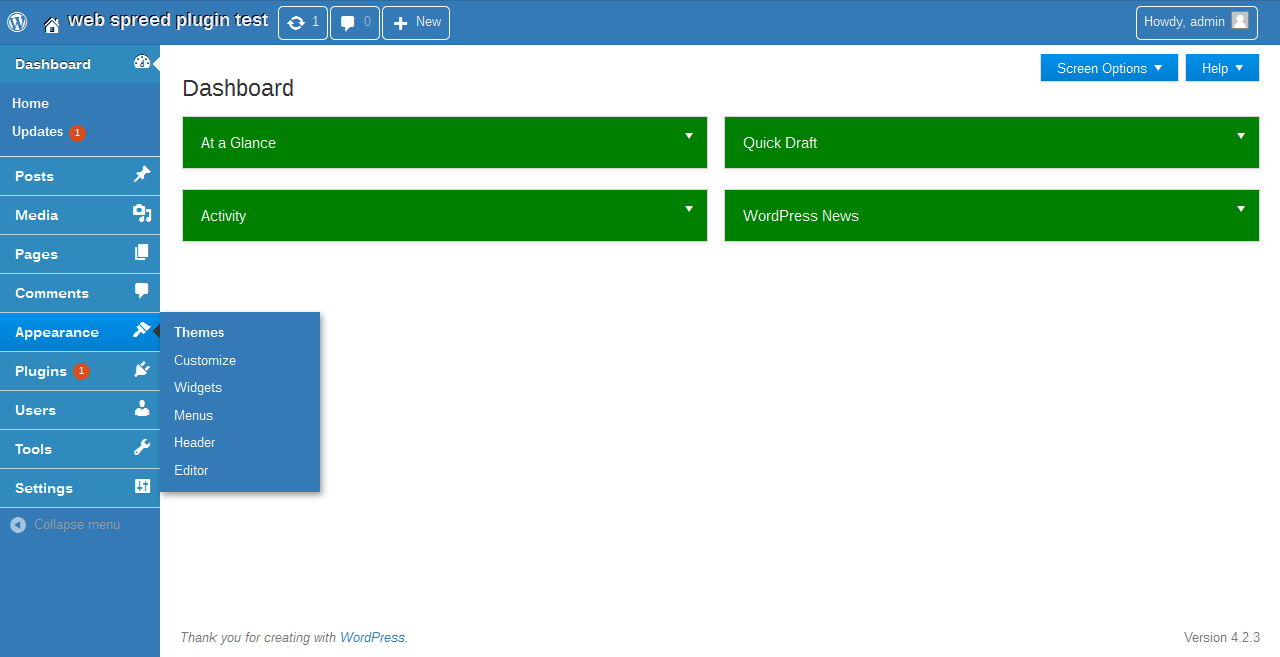 web spreed plugin test 1 0 New Howdy, admin
Dashboard
Home
Updates 1
Posts
Media
Pages
Comments
Appearance
Plugins 1
Users
Tools
Settings
Collapse menu
Themes
Customize
Widgets
Menus
Header
Editor
Screen Options Help
Dashboard
At a Glance
Quick Draft
Activity
WordPress News
Thank you for creating with WordPress.
Version 4.2.3